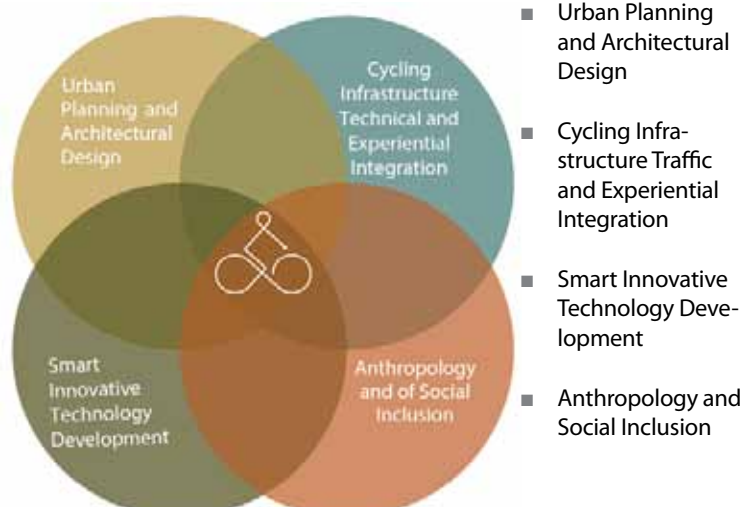 Urban
Planning and
Architectural
Design
Cycling
Infrastructure
Technical and
Experiential
Integration
Smart
Innovative
Technology
Development
Anthropology
and of Social
Inclusion
Urban Planning
and Architectural
Design
Cycling Infra-
structure Traffic
and Experiential
Integration
Smart Innovative
Technology Deve-
lopment
Anthropology and
Social Inclusion